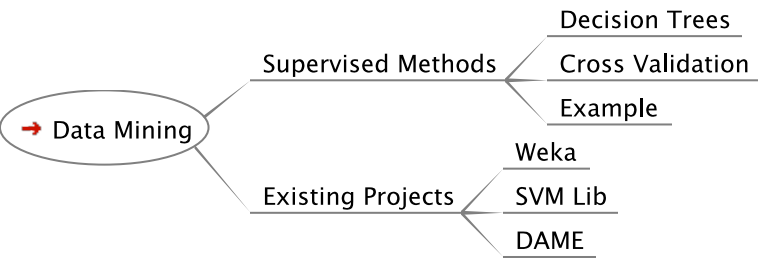 Data Mining
Supervised Methods
Decision Trees
Cross Validation
Example
Existing Projects
Weka
SVM Lib
DAME